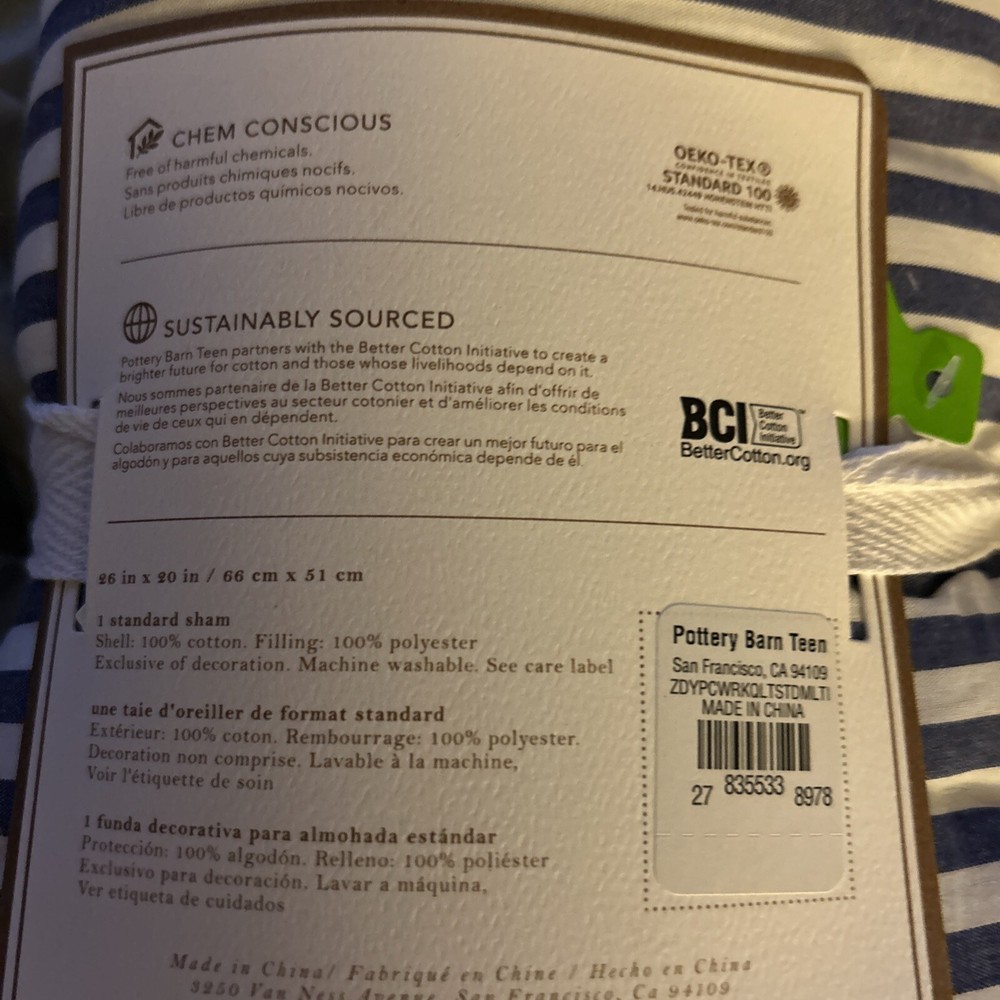 CHEM CONSCIOUS
Free of harmful chemicals.
Sans produits chimiques nocifs.
Libre de productos químicos nocivos.
OEKO-TEX®
CONFIDENCE IN TEXTILES
STANDARD 100
Tested for harmful substances
SUSTAINABLY SOURCED
Pottery Barn Teen partners with the Better Cotton Initiative to create a
brighter future for cotton and those whose livelihoods depend on it.
Nous sommes partenaire de la Better Cotton Initiative afin d'offrir de
meilleures perspectives au secteur cotonier et d'améliorer les conditions
de vie de ceux qui en dépendent.
Colaboramos con Better Cotton Initiative para crear un mejor futuro para el
algodón y para aquellos cuya subsistencia económica depende de él.
BCI
Better
Cotton
Initiative
BetterCotton.org
26 in x 20 in / 66 cm x 51 cm
1 standard sham
Shell: 100% cotton. Filling: 100% polyester
Exclusive of decoration. Machine washable. See care label
une taie d'oreiller de format standard
Extérieur: 100% coton. Rembourrage: 100% polyester.
Decoration non comprise. Lavable à la machine,
Voir l'étiquette de soin
1 funda decorativa para almohada estándar
Protección: 100% algodón. Relleno: 100% poliéster
Exclusivo para decoración. Lavar a máquina,
Ver etiqueta de cuidados
Pottery Barn Teen
San Francisco, CA 94109
ZDYPCWRKQLTSTDMLTI
MADE IN CHINA
27 835533 8978
Made in China/ Fabriqué en Chine / Hecho en China
3250 Van Ness Avenue, San Francisco, Ca 94109